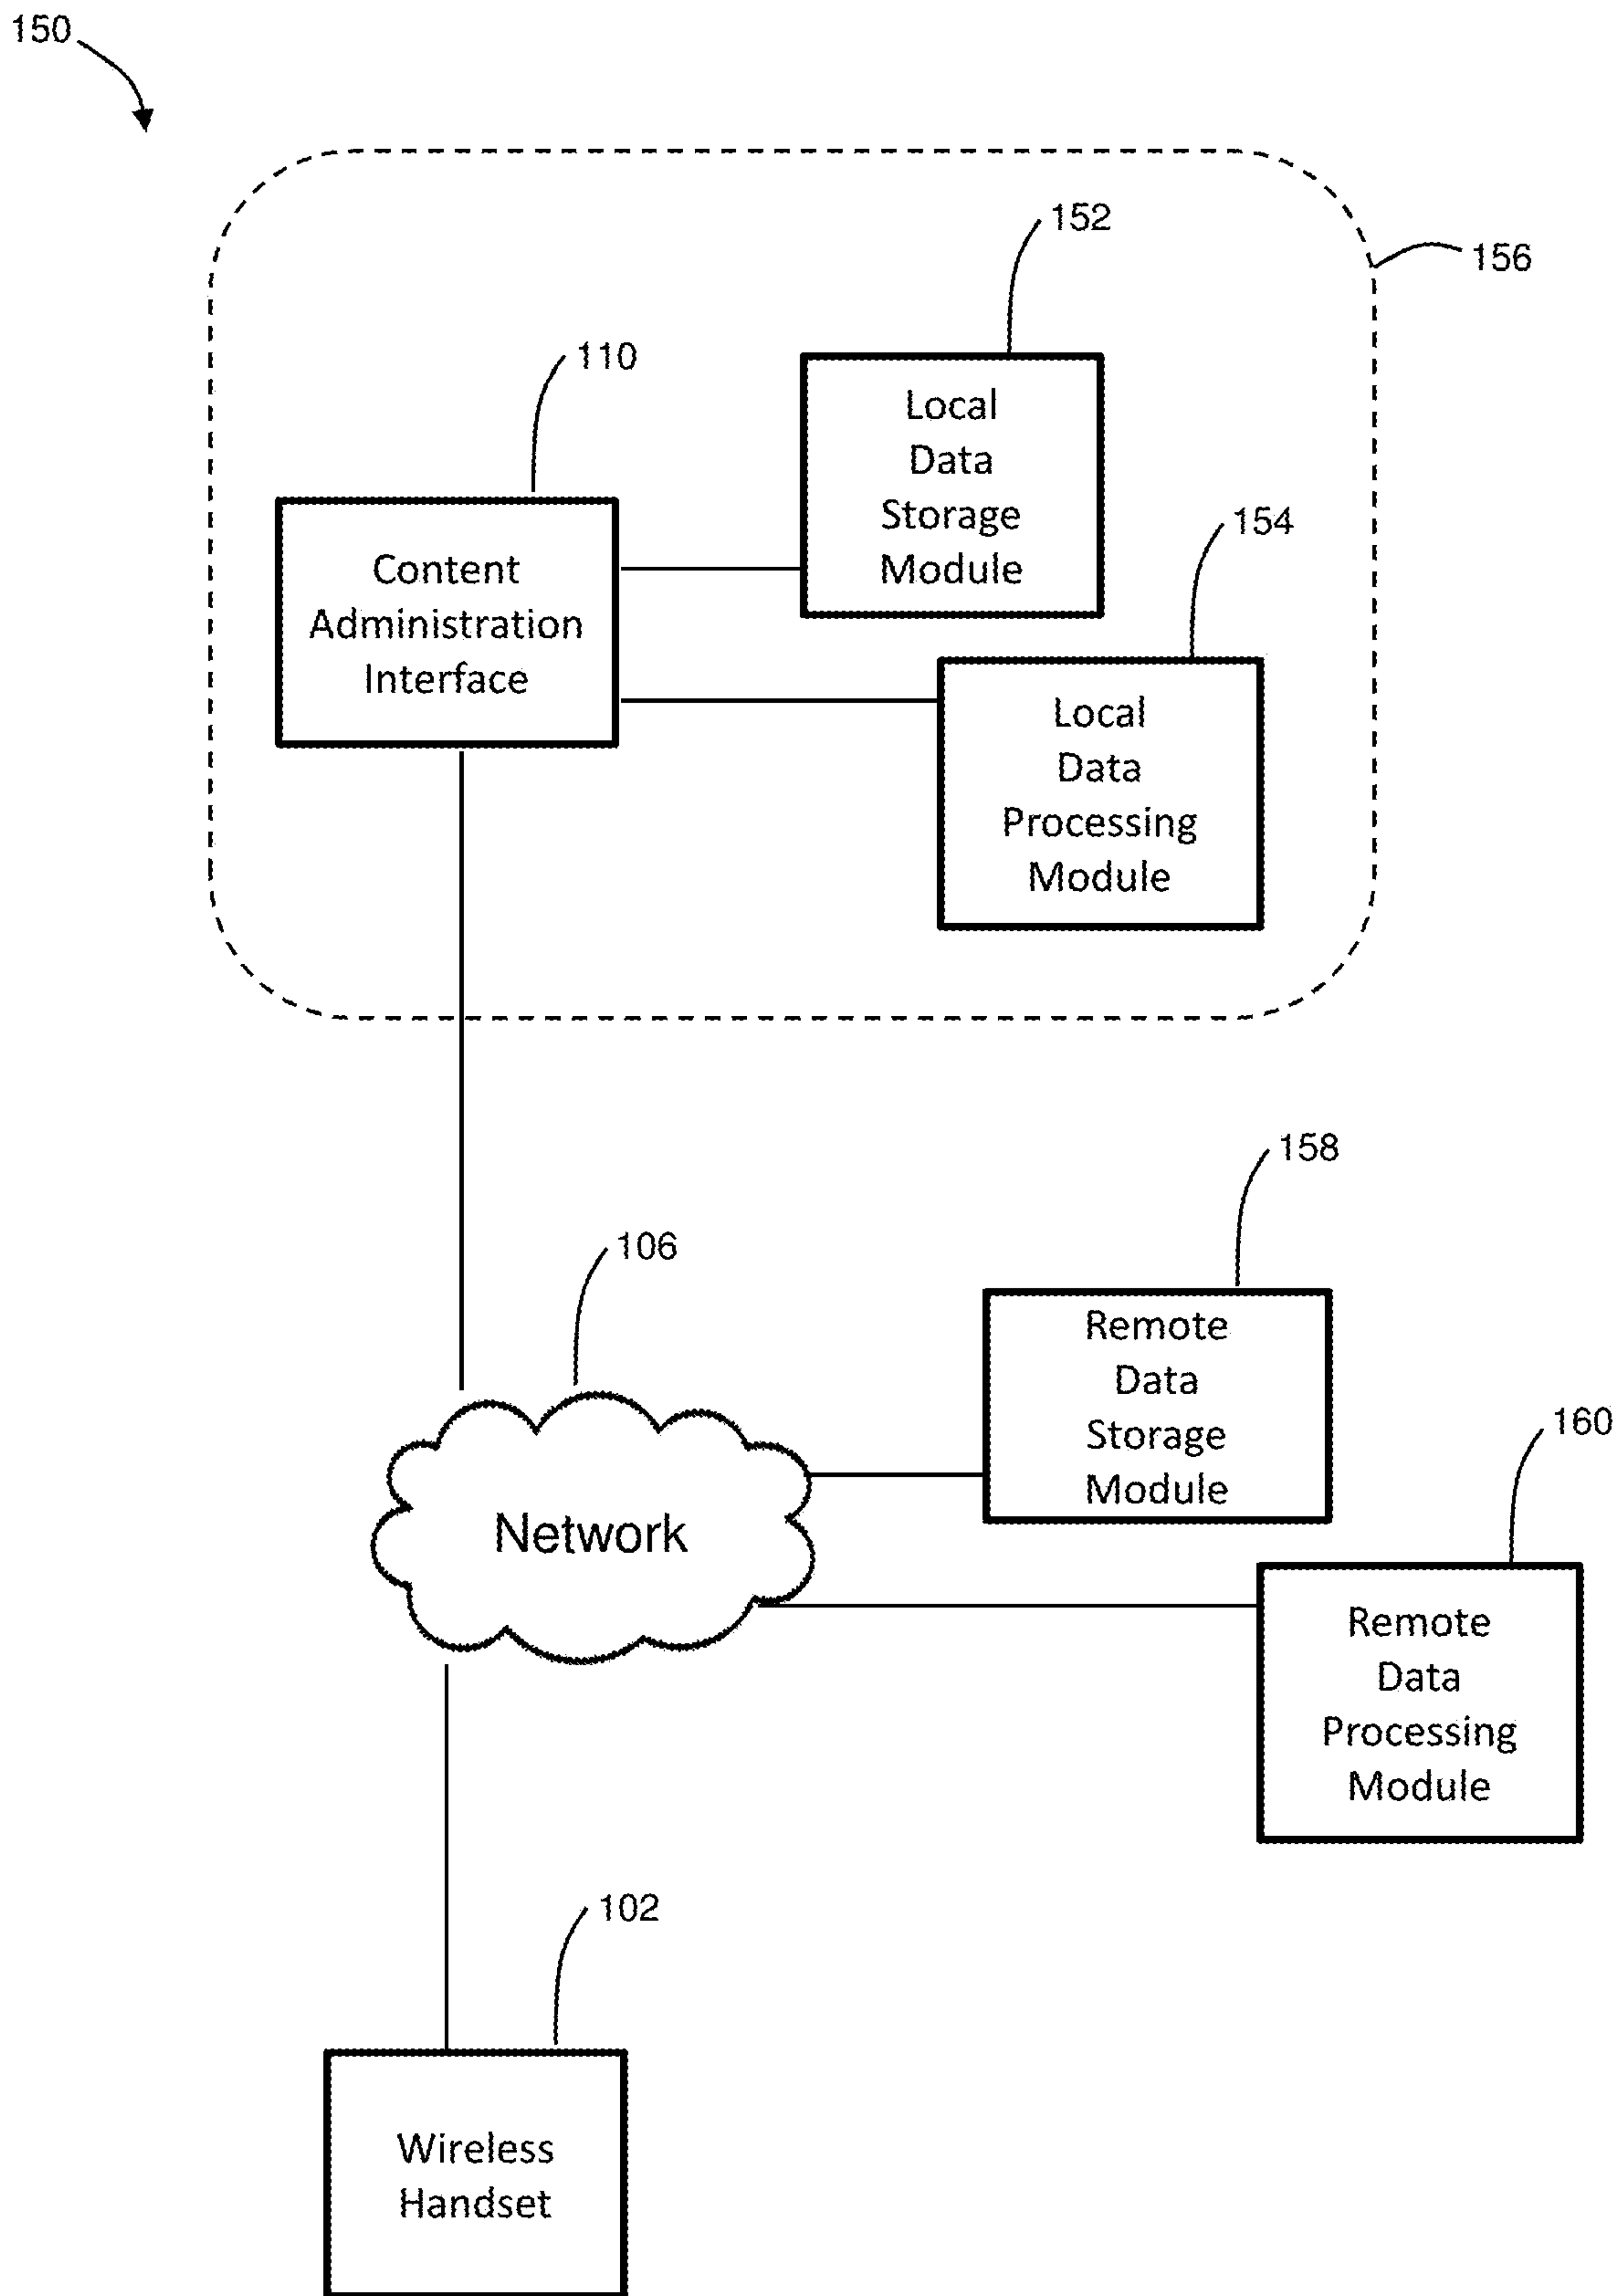 150
152
156
110
Local
Data
Storage
Module
154
Content
Administration
Interface
Local
Data
Processing
Module
158
106
Remote
Data
Storage
Module
160
Network
Remote
Data
Processing
Module
102
Wireless
Handset